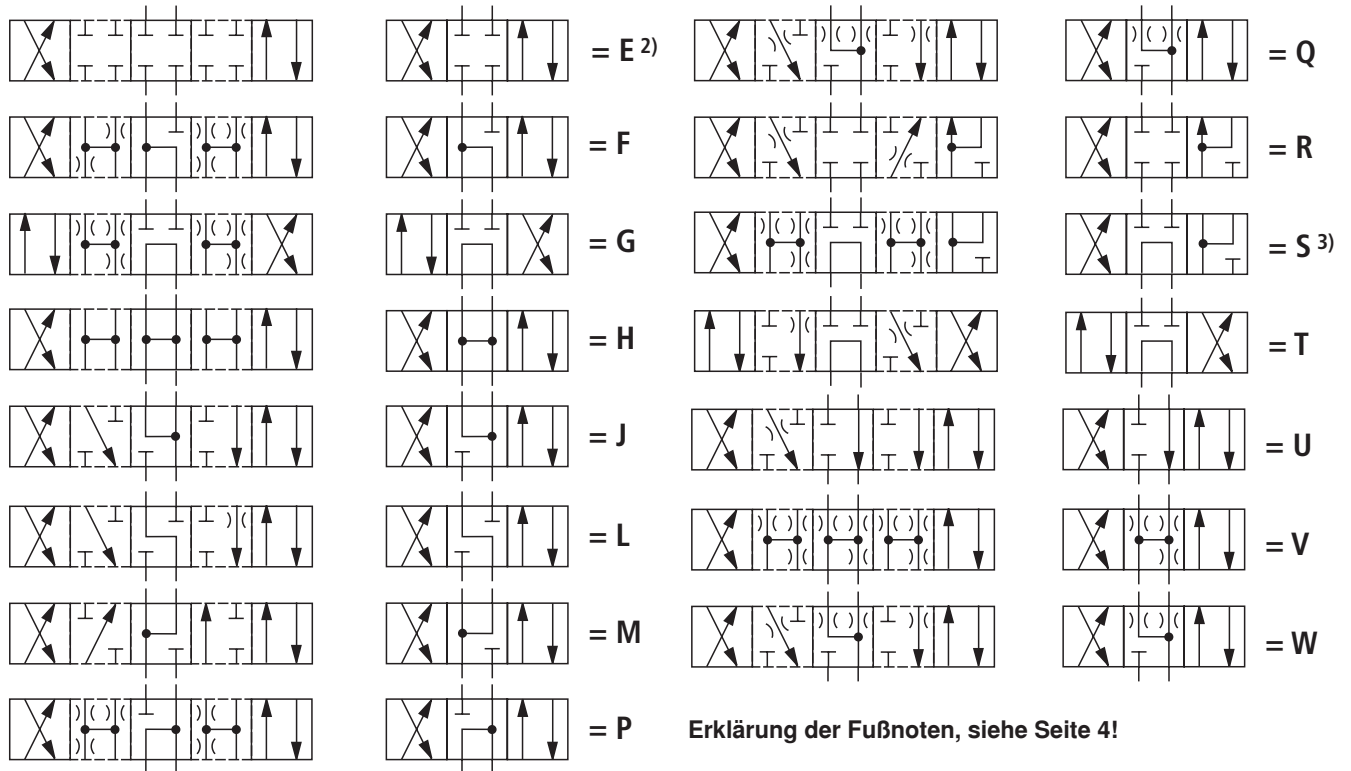 = E 2)
= F
= G
= H
= J
= L
= M
= P
= Q
= R
= S 3)
= T
= U
= V
= W
Erklärung der Fußnoten, siehe Seite 4!